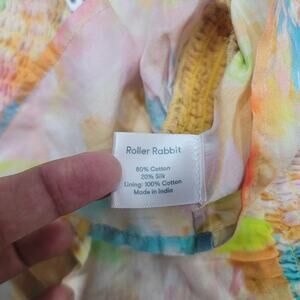 Roller Rabbit
80% Cotton
20% Silk
Lining: 100% Cotton
Made in India